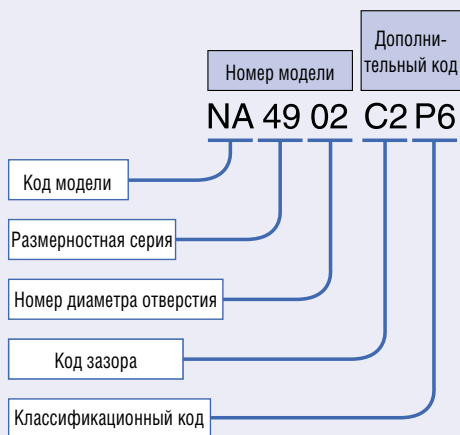 Дополни-
тельный код
Номер модели
NA 49 02 C2 P6
Код модели
Размерностная серия
Номер диаметра отверстия
Код зазора
Классификационный код